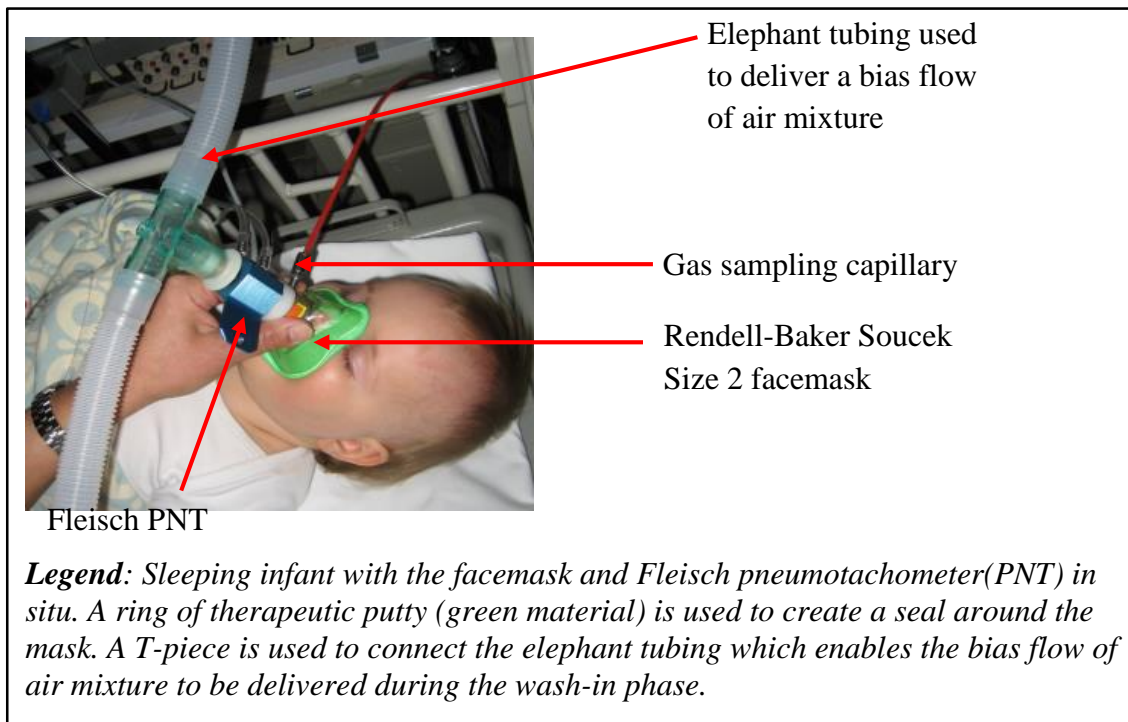 Elephant tubing used
to deliver a bias flow
of air mixture
Gas sampling capillary
Rendell-Baker Soucek
Size 2 facemask
Fleisch PNT
Legend: Sleeping infant with the facemask and Fleisch pneumotachometer(PNT) in
situ. A ring of therapeutic putty (green material) is used to create a seal around the
mask. A T-piece is used to connect the elephant tubing which enables the bias flow of
air mixture to be delivered during the wash-in phase.